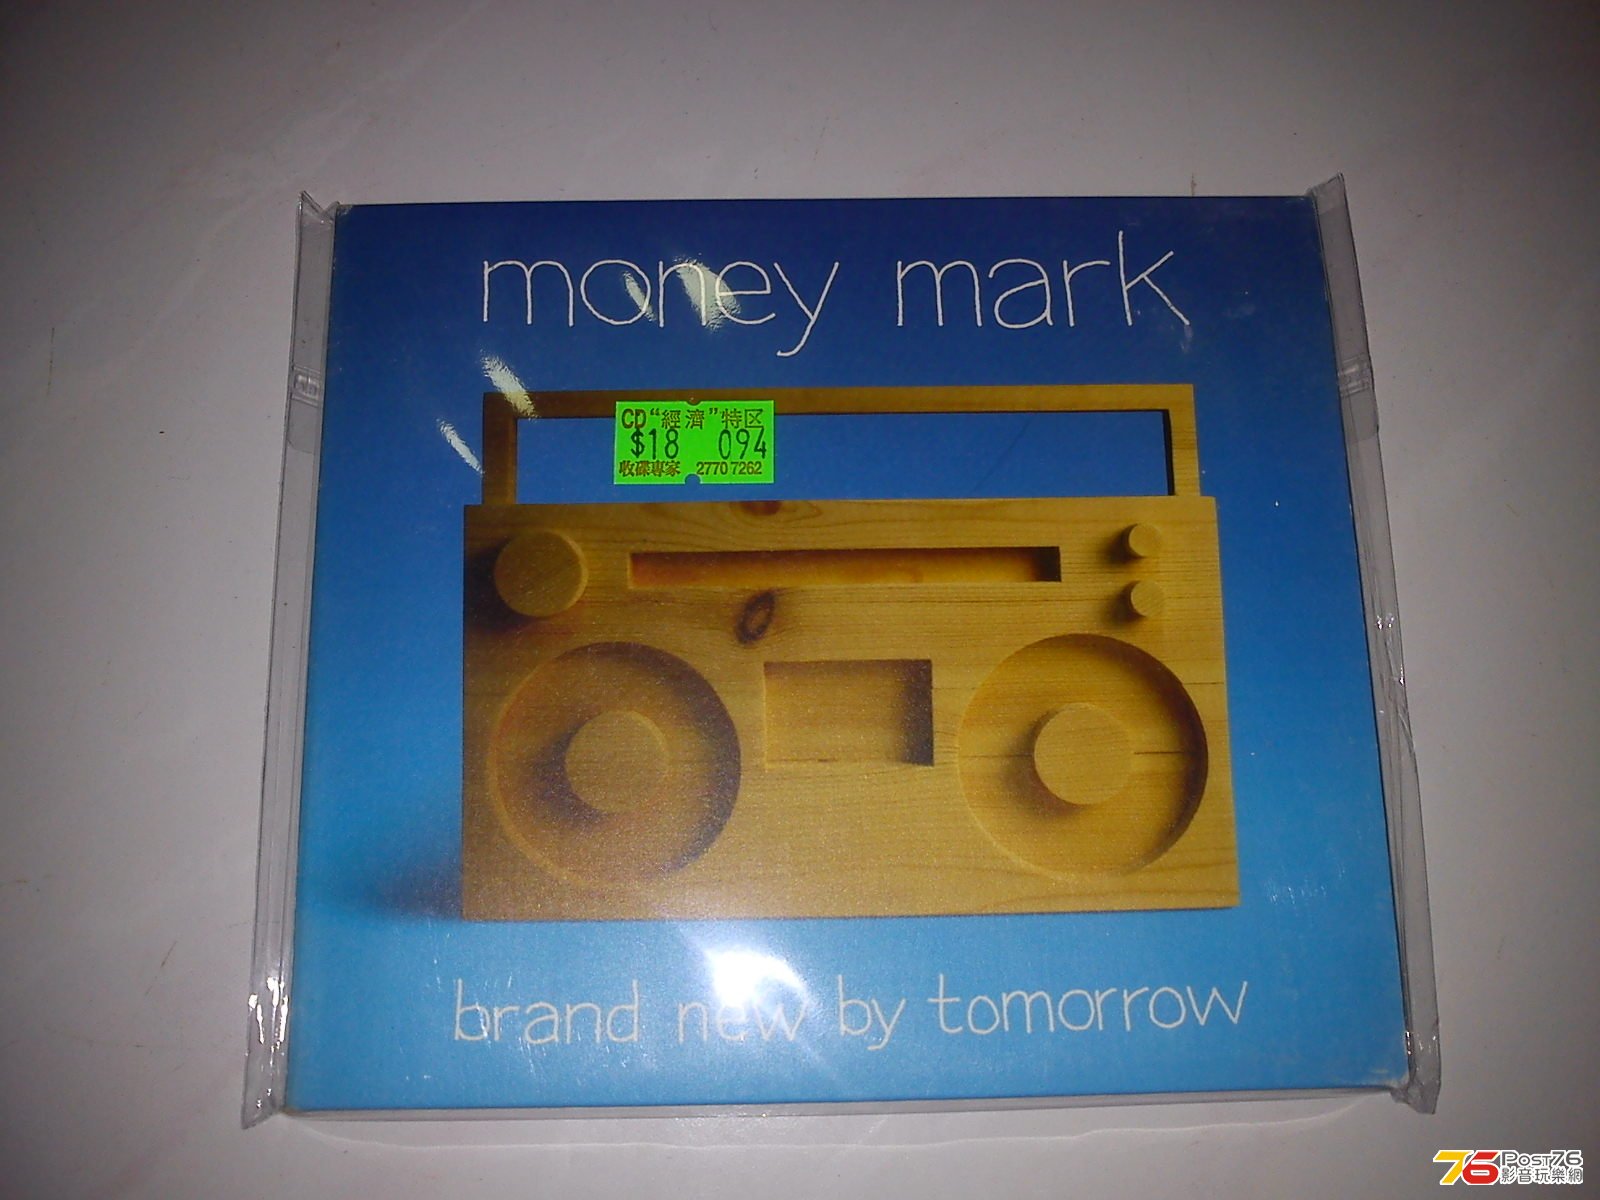 money mark
CD“經濟”特区
$18 094
收碟專家 2770 7262
brand new by tomorrow
76 Post76
影音玩樂網